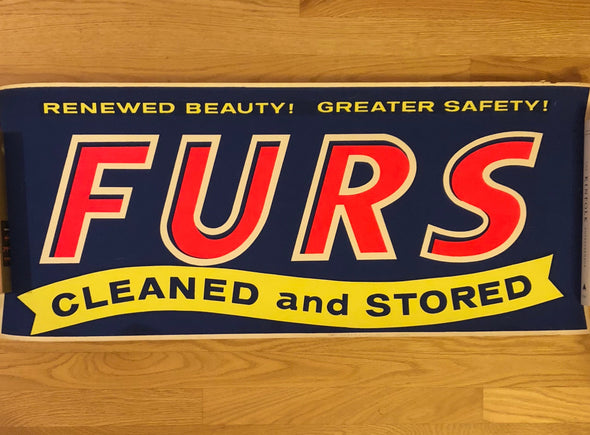 RENEWED BEAUTY! GREATER SAFETY!
FURS
CLEANED and STORED